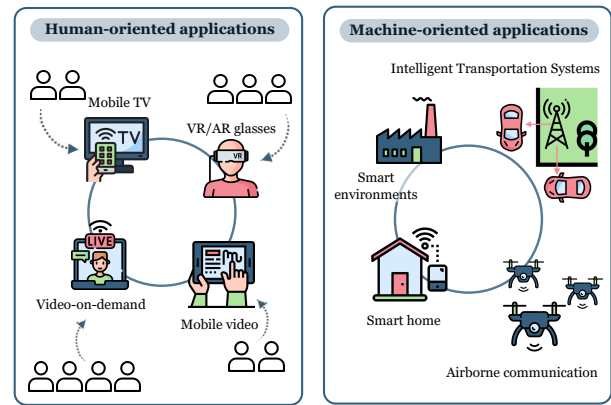 Human-oriented applications
Mobile TV
TV
VR/AR glasses
VR
LIVE
Video-on-demand
Mobile video
Machine-oriented applications
Intelligent Transportation Systems
Smart
environments
Smart home
Airborne communication